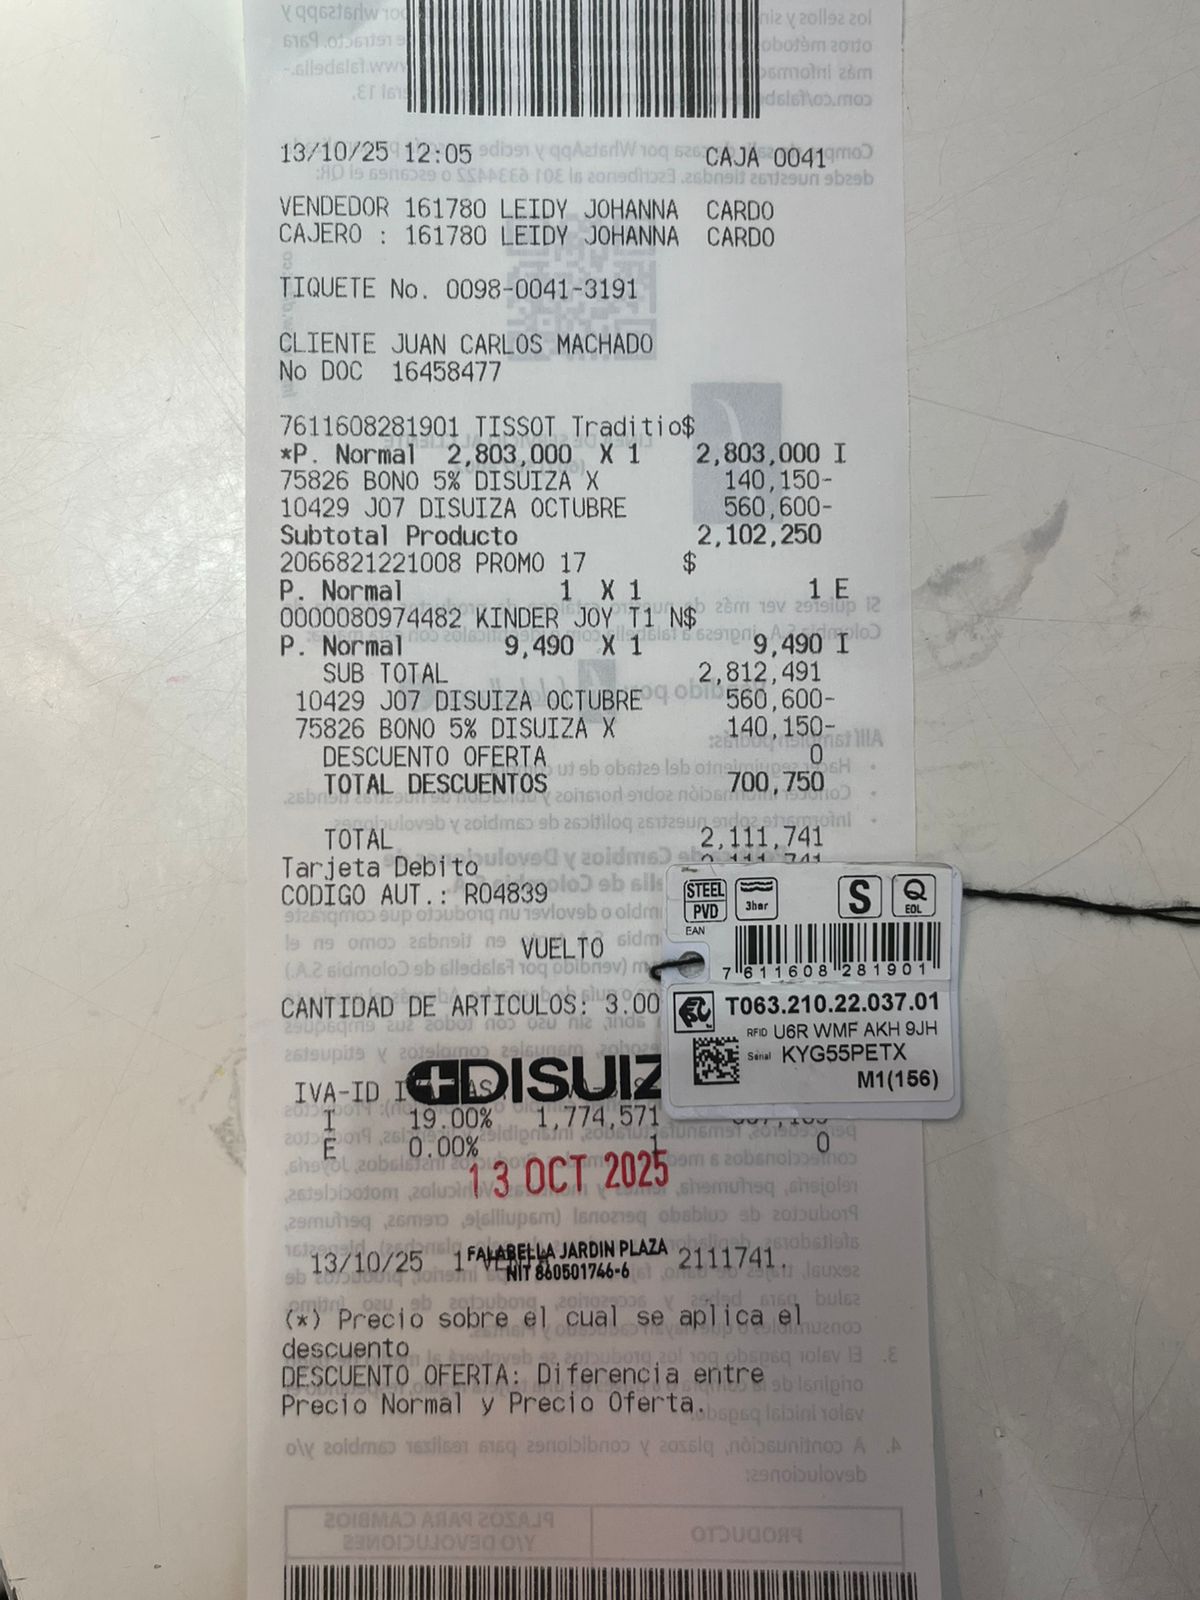 13/10/25 12:05 CAJA 0041
VENDEDOR 161780 LEIDY JOHANNA CARDO
CAJERO : 161780 LEIDY JOHANNA CARDO
TIQUETE No. 0098-0041-3191
CLIENTE JUAN CARLOS MACHADO
No DOC 16458477
7611608281901 TISSOT Traditio$
*P. Normal 2,803,000 X 1 2,803,000 I
75826 BONO 5% DISUIZA X 140,150-
10429 J07 DISUIZA OCTUBRE 560,600-
Subtotal Producto 2,102,250
2066821221008 PROMO 17 $
P. Normal 1 X 1 1 E
0000080974482 KINDER JOY T1 N$
P. Normal 9,490 X 1 9,490 I
SUB TOTAL 2,812,491
10429 J07 DISUIZA OCTUBRE 560,600-
75826 BONO 5% DISUIZA X 140,150-
DESCUENTO OFERTA 0
TOTAL DESCUENTOS 700,750
TOTAL 2,111,741
Tarjeta Debito 2,111,741
CODIGO AUT.: R04839
VUELTO
CANTIDAD DE ARTICULOS: 3.00
STEEL
PVD
3bar
S
Q
EOL
EAN
7 611608 281901
T063.210.22.037.01
RFID U6R WMF AKH 9JH
Serial KYG55PETX
M1(156)
DISUIZ
IVA-ID
I 19.00% 1,774,571
E 0.00% 1 0
13 OCT 2025
FALABELLA JARDIN PLAZA
NIT 860501746-6
13/10/25 1 2111741.
(*) Precio sobre el cual se aplica el
descuento
DESCUENTO OFERTA: Diferencia entre
Precio Normal y Precio Oferta.